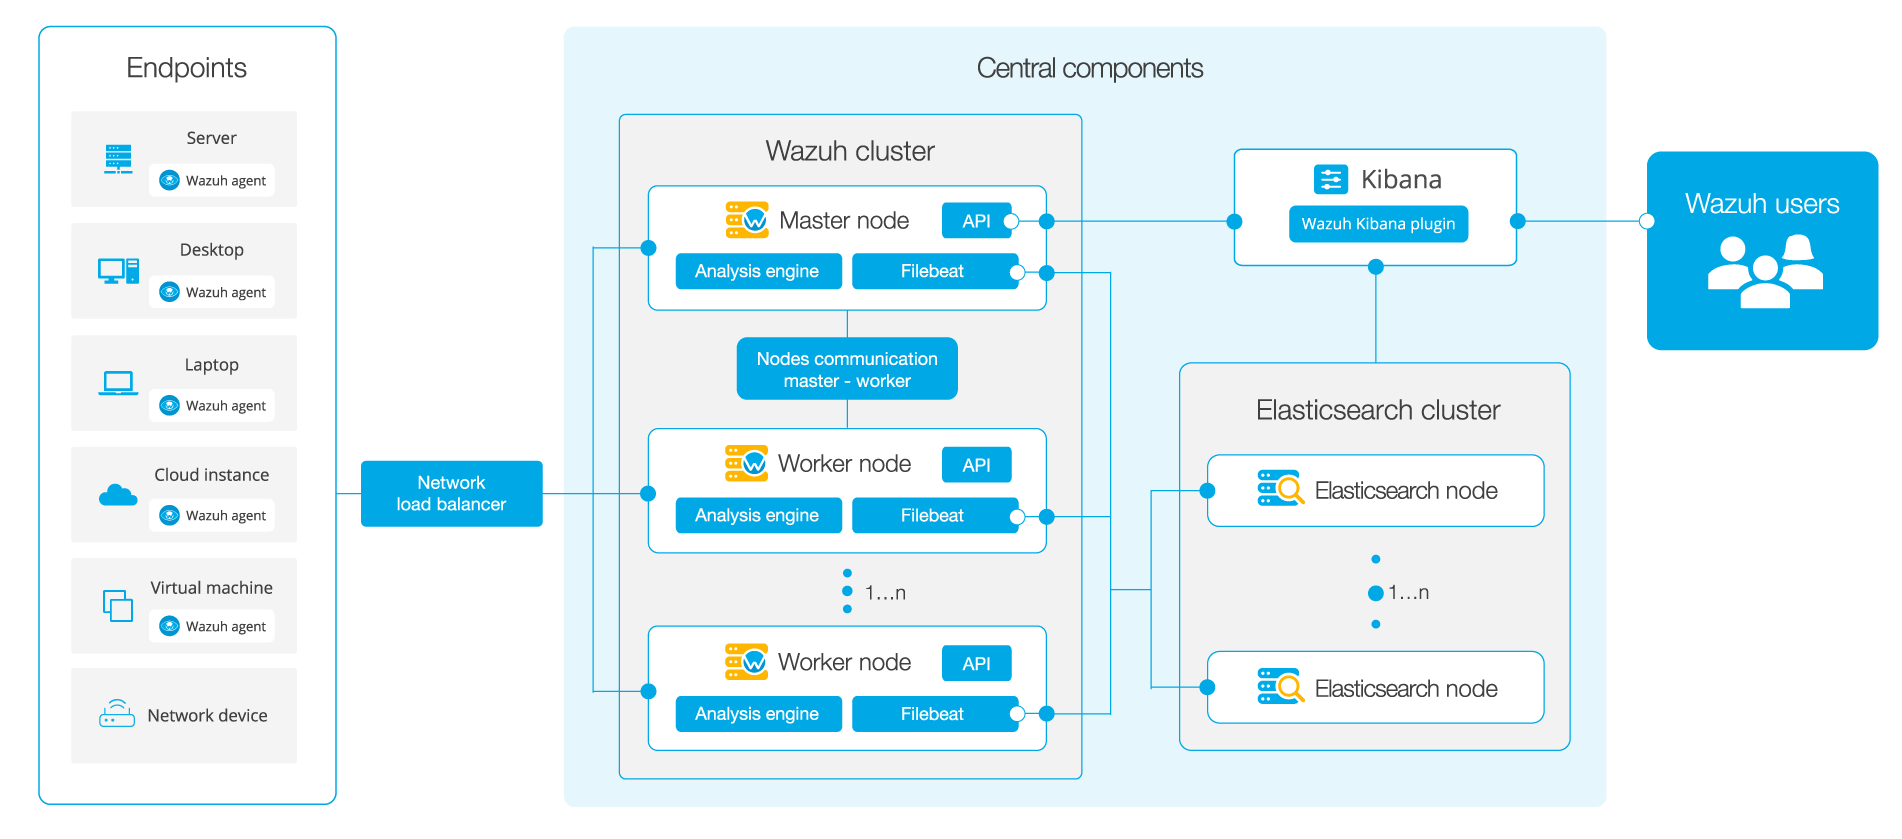 Endpoints
Server
Wazuh agent
Desktop
Wazuh agent
Laptop
Wazuh agent
Cloud instance
Wazuh agent
Virtual machine
Wazuh agent
Network device
Network
load balancer
Central components
Wazuh cluster
Master node
API
Analysis engine
Filebeat
Nodes communication
master - worker
Worker node
API
Analysis engine
Filebeat
1...n
Worker node
API
Analysis engine
Filebeat
Kibana
Wazuh Kibana plugin
Elasticsearch cluster
Elasticsearch node
1...n
Elasticsearch node
Wazuh users